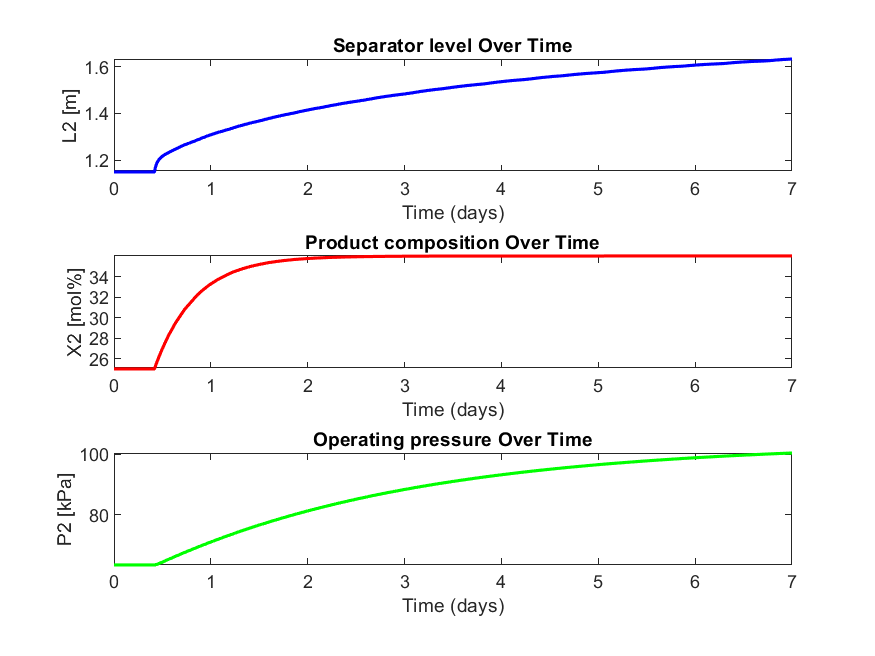 Separator level Over Time
L2 [m]
1.6
1.4
1.2
0 1 2 3 4 5 6 7
Time (days)
Product composition Over Time
X2 [mol%]
34
32
30
28
26
0 1 2 3 4 5 6 7
Time (days)
Operating pressure Over Time
P2 [kPa]
100
80
0 1 2 3 4 5 6 7
Time (days)